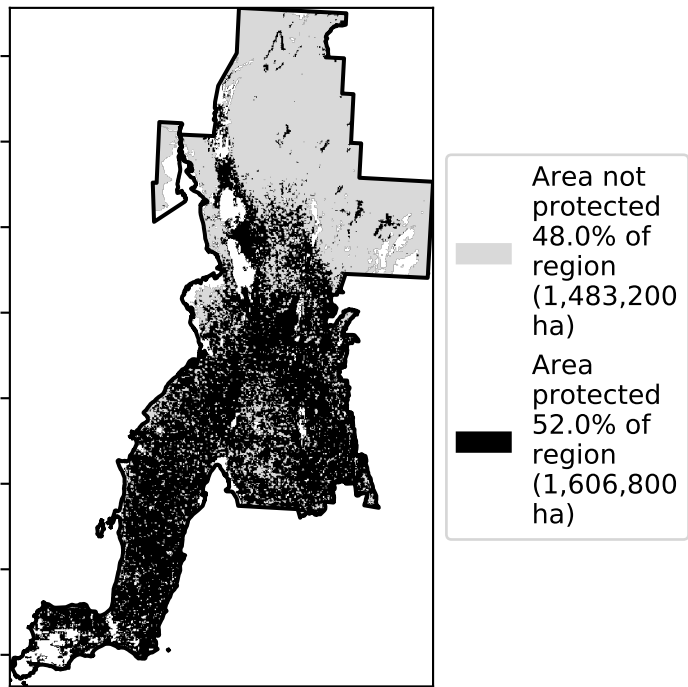 Area not
protected
48.0% of
region
(1,483,200
ha)
Area
protected
52.0% of
region
(1,606,800
ha)